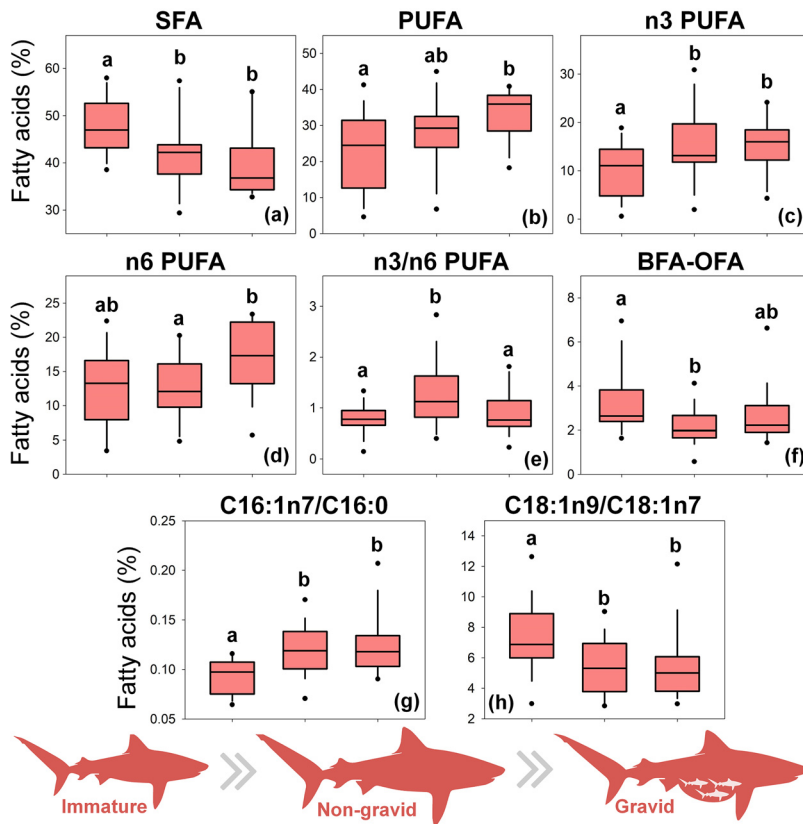 SFA
PUFA
n3 PUFA
Fatty acids (%)
60
50
40
30
a
b
b
(a)
50
40
30
20
10
0
a
ab
b
(b)
30
20
10
0
a
b
b
(c)
n6 PUFA
n3/n6 PUFA
BFA-OFA
Fatty acids (%)
25
20
15
10
5
0
ab
a
b
(d)
3
2
1
0
a
b
a
(e)
8
6
4
2
0
a
b
ab
(f)
C16:1n7/C16:0
C18:1n9/C18:1n7
Fatty acids (%)
0.25
0.20
0.15
0.10
0.05
a
b
b
(g)
14
12
10
8
6
4
2
a
b
b
(h)
Immature
Non-gravid
Gravid